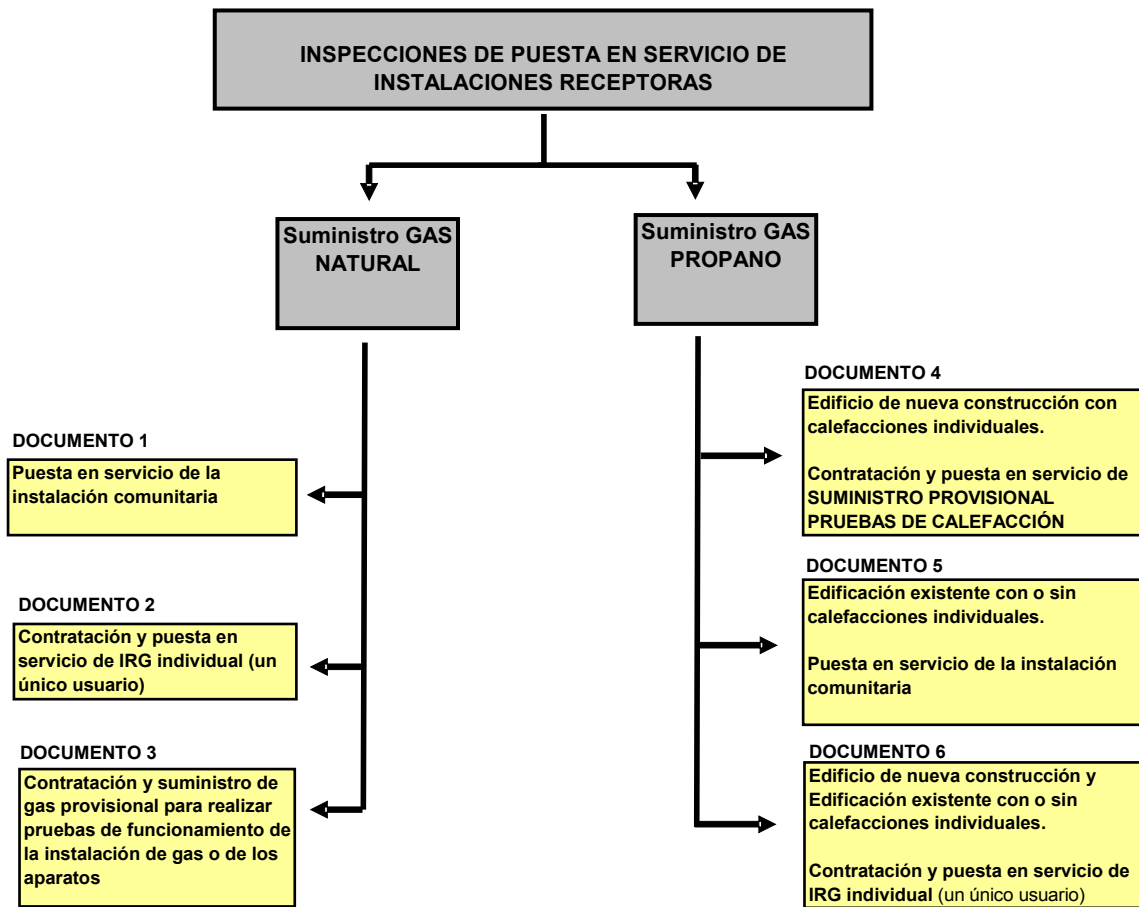 INSPECCIONES DE PUESTA EN SERVICIO DE
INSTALACIONES RECEPTORAS
Suministro GAS
NATURAL
Suministro GAS
PROPANO
DOCUMENTO 1
Puesta en servicio de la
instalación comunitaria
DOCUMENTO 2
Contratación y puesta en
servicio de IRG individual (un
único usuario)
DOCUMENTO 3
Contratación y suministro de
gas provisional para realizar
pruebas de funcionamiento de
la instalación de gas o de los
aparatos
DOCUMENTO 4
Edificio de nueva construcción con
calefacciones individuales.
Contratación y puesta en servicio de
SUMINISTRO PROVISIONAL
PRUEBAS DE CALEFACCIÓN
DOCUMENTO 5
Edificación existente con o sin
calefacciones individuales.
Puesta en servicio de la instalación
comunitaria
DOCUMENTO 6
Edificio de nueva construcción y
Edificación existente con o sin
calefacciones individuales.
Contratación y puesta en servicio de
IRG individual (un único usuario)